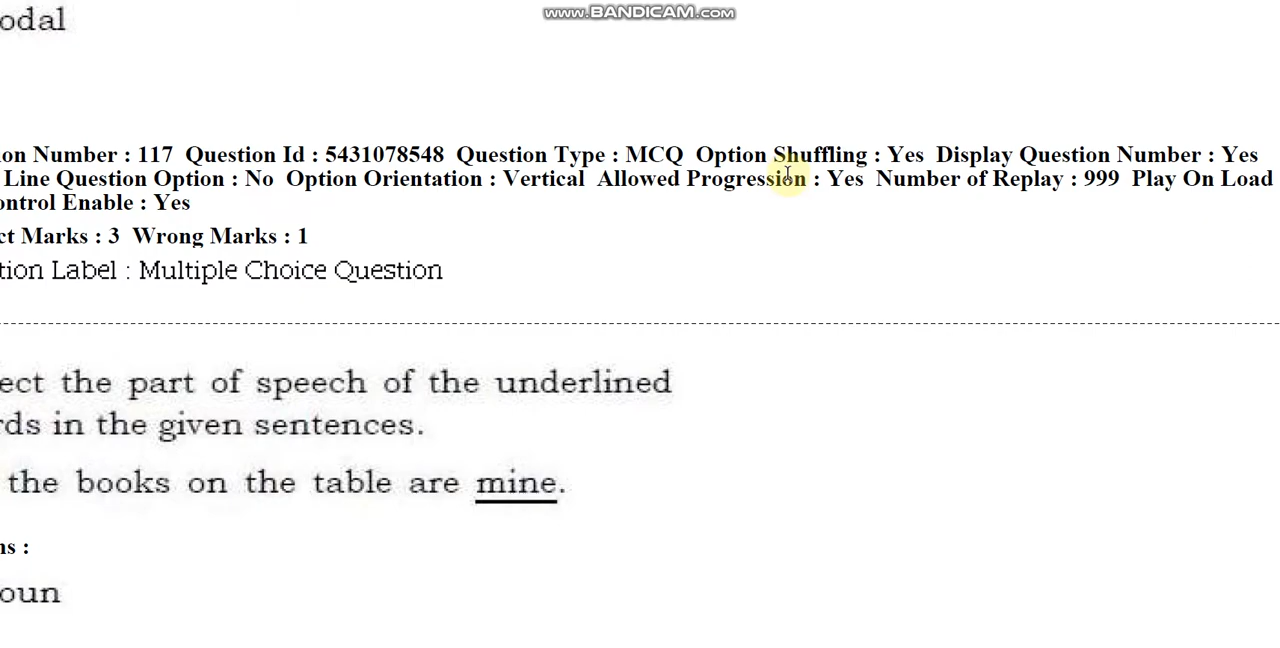 odal
www.BANDICAM.com
on Number : 117 Question Id : 5431078548 Question Type : MCQ Option Shuffling : Yes Display Question Number : Yes
Line Question Option : No Option Orientation : Vertical Allowed Progression : Yes Number of Replay : 999 Play On Load
ontrol Enable : Yes
ct Marks : 3 Wrong Marks : 1
tion Label : Multiple Choice Question
ect the part of speech of the underlined
rds in the given sentences.
the books on the table are mine.
ns :
oun